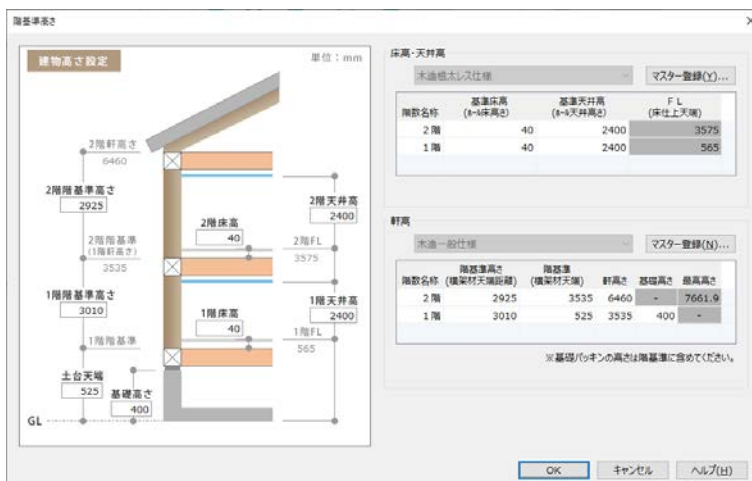 階基準高さ
建物高さ設定
単位：mm
2階軒高さ
6460
2階階基準高さ
2925
2階天井高
2400
2階床高
40
2階階基準
(1階軒高さ)
3535
2階FL
3575
1階階基準高さ
3010
1階天井高
2400
1階床高
40
1階階基準
1階FL
565
土台天端
525
基礎高さ
400
GL
床高・天井高
木造根太レス仕様
マスター登録(Y)...
階数名称 基準床高 (ﾎｰﾙ床高さ) 基準天井高 (ﾎｰﾙ天井高さ) ＦＬ (床仕上天端)
2階 40 2400 3575
1階 40 2400 565
軒高
木造一般仕様
マスター登録(N)...
階数名称 階基準高さ (横架材天端距離) 階基準 (横架材天端) 軒高さ 基礎高さ 最高高さ
2階 2925 3535 6460 - 7661.9
1階 3010 525 3535 400 -
※基礎パッキンの高さは階基準に含めてください。
OK キャンセル ヘルプ(H)